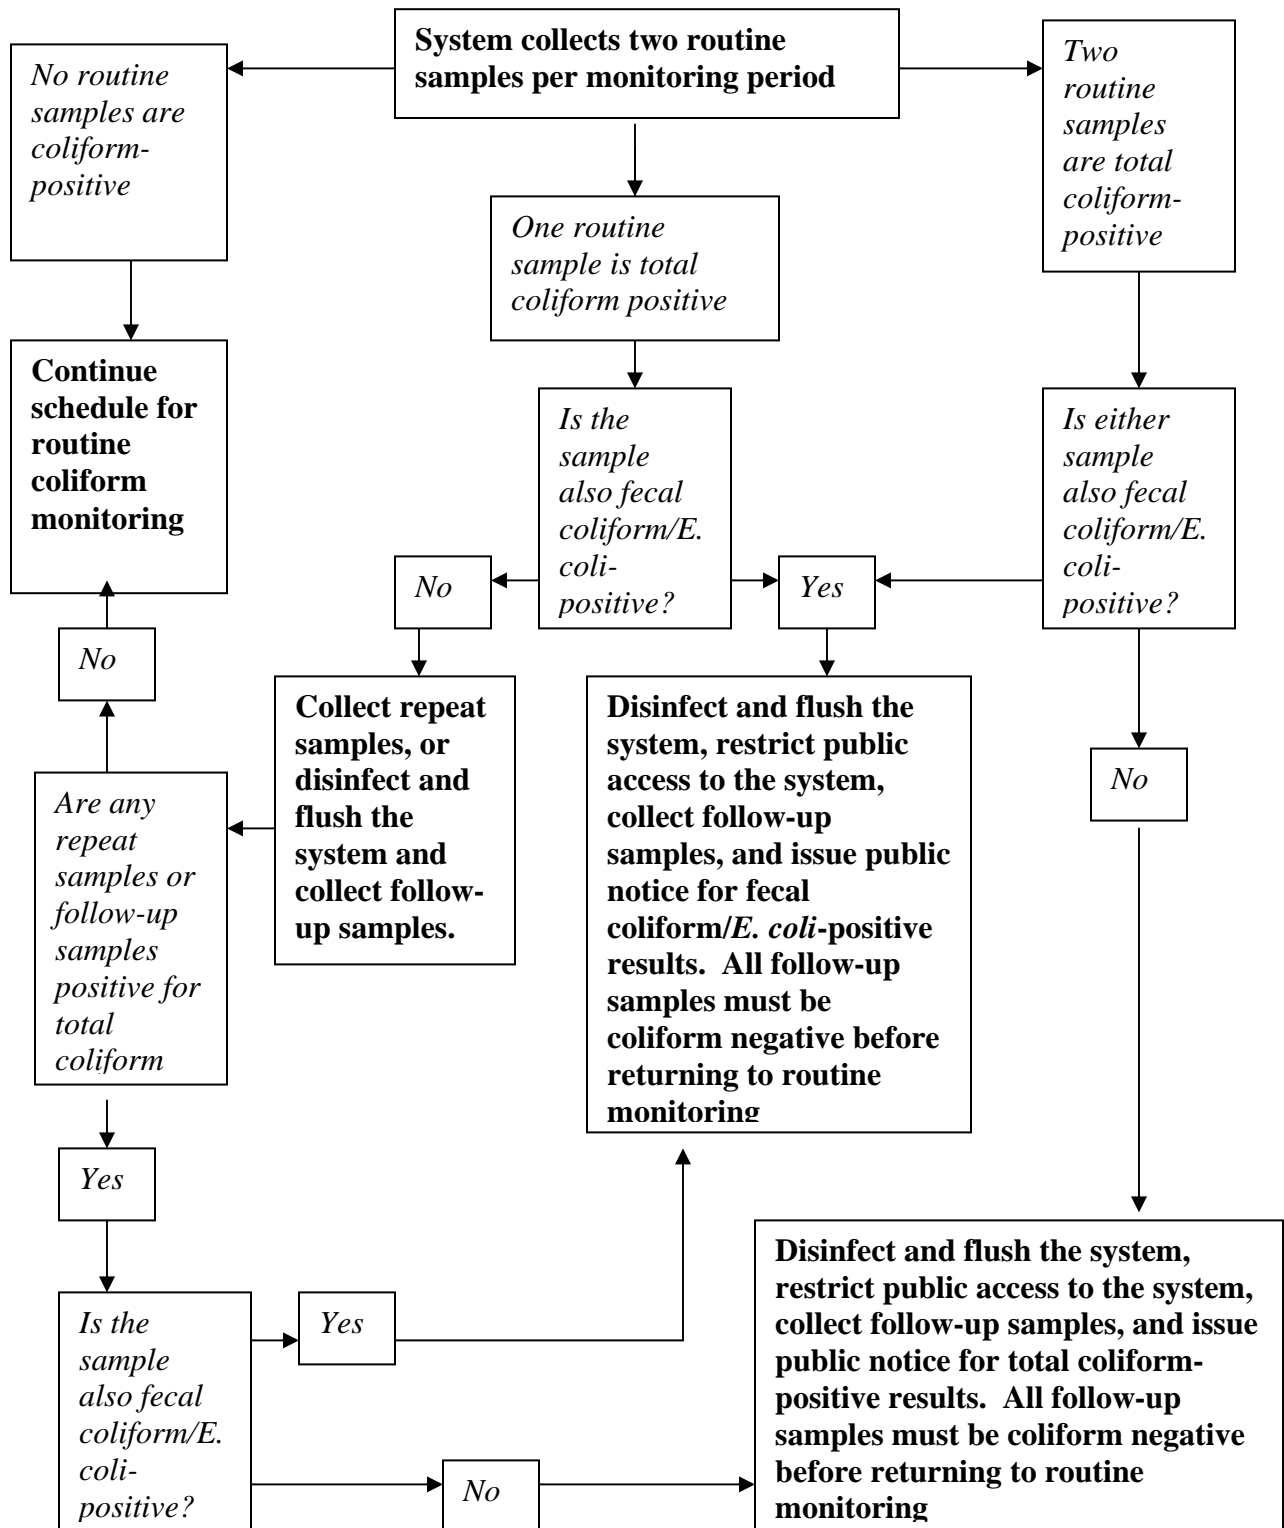 System collects two routine
samples per monitoring period
No routine
samples are
coliform-
positive
Two
routine
samples
are total
coliform-
positive
One routine
sample is total
coliform positive
Continue
schedule for
routine
coliform
monitoring
Is the
sample
also fecal
coliform/E.
coli-
positive?
Is either
sample
also fecal
coliform/E.
coli-
positive?
No
Yes
No
Collect repeat
samples, or
disinfect and
flush the
system and
collect follow-
up samples.
Disinfect and flush the
system, restrict public
access to the system,
collect follow-up
samples, and issue public
notice for fecal
coliform/E. coli-positive
results.  All follow-up
samples must be
coliform negative before
returning to routine
monitoring
No
Are any
repeat
samples or
follow-up
samples
positive for
total
coliform
Yes
Is the
sample
also fecal
coliform/E.
coli-
positive?
Yes
No
Disinfect and flush the system,
restrict public access to the system,
collect follow-up samples, and issue
public notice for total coliform-
positive results.  All follow-up
samples must be coliform negative
before returning to routine
monitoring